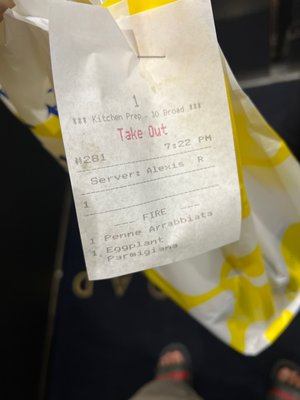 1
*** Kitchen Prep - 30 Broad ***
Take Out
#281 7:22 PM
Server: Alexis R
1
FIRE
1 Penne Arrabbiata
1 Eggplant
Parmigiana